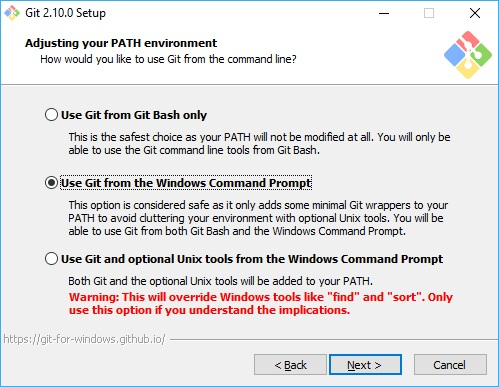 Git 2.10.0 Setup
Adjusting your PATH environment
How would you like to use Git from the command line?
Use Git from Git Bash only
This is the safest choice as your PATH will not be modified at all. You will only be
able to use the Git command line tools from Git Bash.
Use Git from the Windows Command Prompt
This option is considered safe as it only adds some minimal Git wrappers to your
PATH to avoid cluttering your environment with optional Unix tools. You will be
able to use Git from both Git Bash and the Windows Command Prompt.
Use Git and optional Unix tools from the Windows Command Prompt
Both Git and the optional Unix tools will be added to your PATH.
Warning: This will override Windows tools like "find" and "sort". Only
use this option if you understand the implications.
https://git-for-windows.github.io/
< Back Next > Cancel